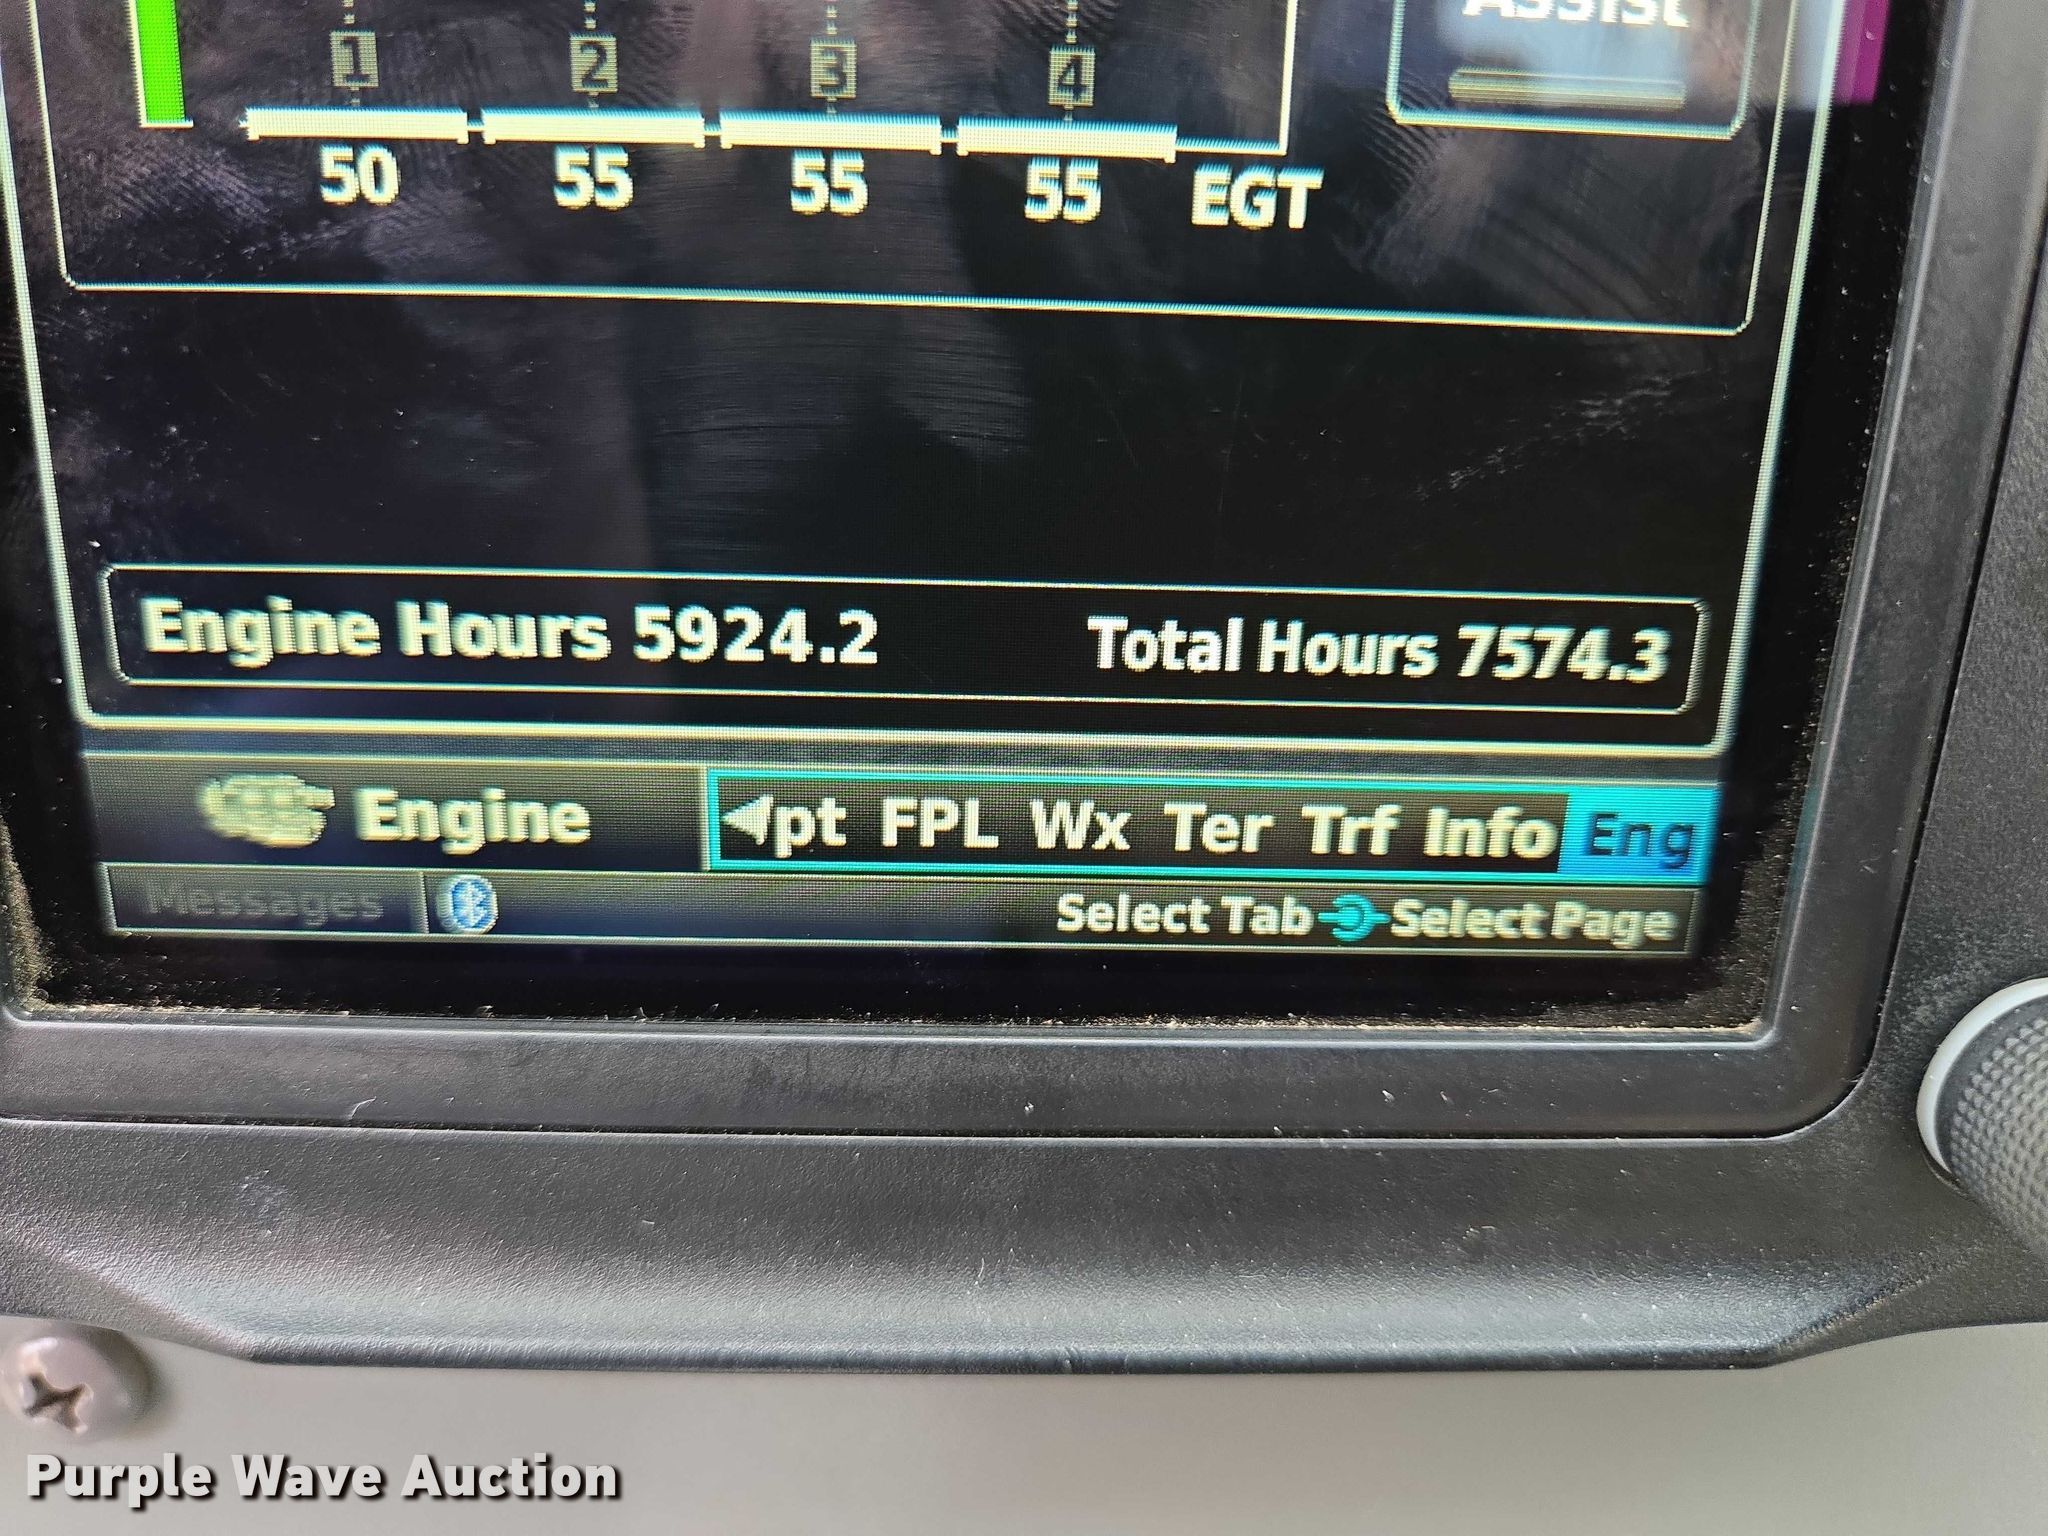 Assist
1 2 3 4
50 55 55 55 EGT
Engine Hours 5924.2 Total Hours 7574.3
Engine pt FPL Wx Ter Trf Info Eng
Messages Select Tab Select Page
Purple Wave Auction